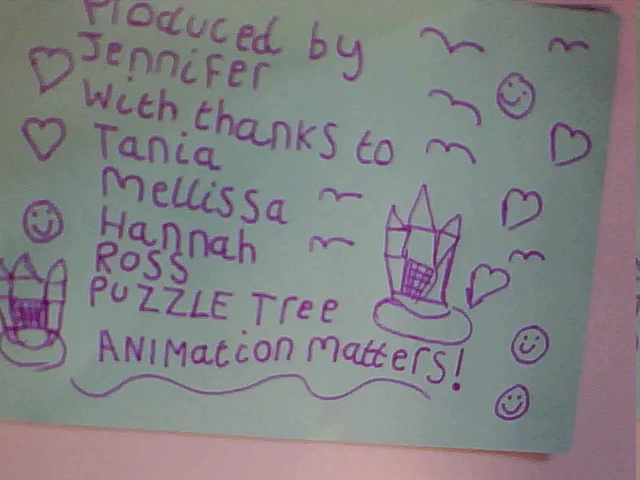 Produced by
Jennifer
With thanks to
Tania
Mellissa
Hannah
ROSS
PUZZLE Tree
ANIMation Matters!